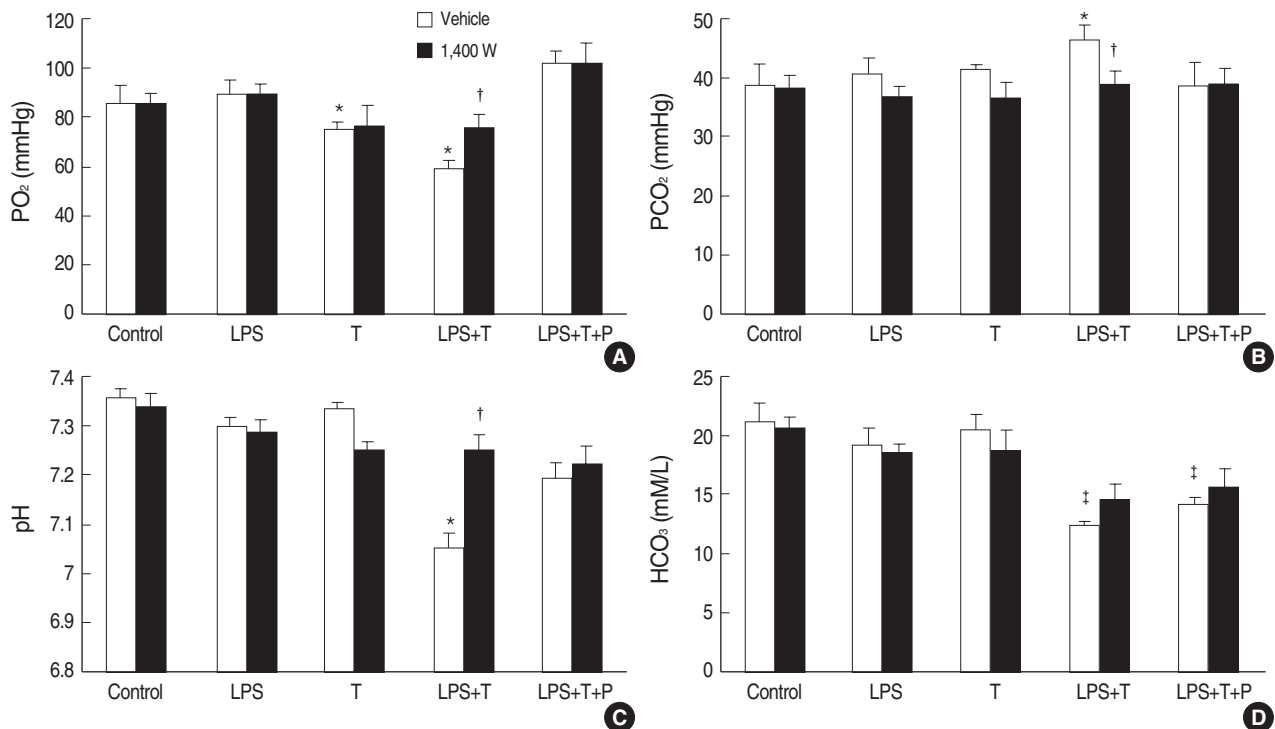 120
100
80
60
40
20
0
PO₂ (mmHg)
Vehicle
1,400 W
*
*
†
Control LPS T LPS+T LPS+T+P
A
50
40
30
20
10
0
PCO₂ (mmHg)
*
†
Control LPS T LPS+T LPS+T+P
B
7.4
7.3
7.2
7.1
7
6.9
6.8
pH
†
*
Control LPS T LPS+T LPS+T+P
C
25
20
15
10
5
0
HCO₃ (mM/L)
‡
‡
Control LPS T LPS+T LPS+T+P
D